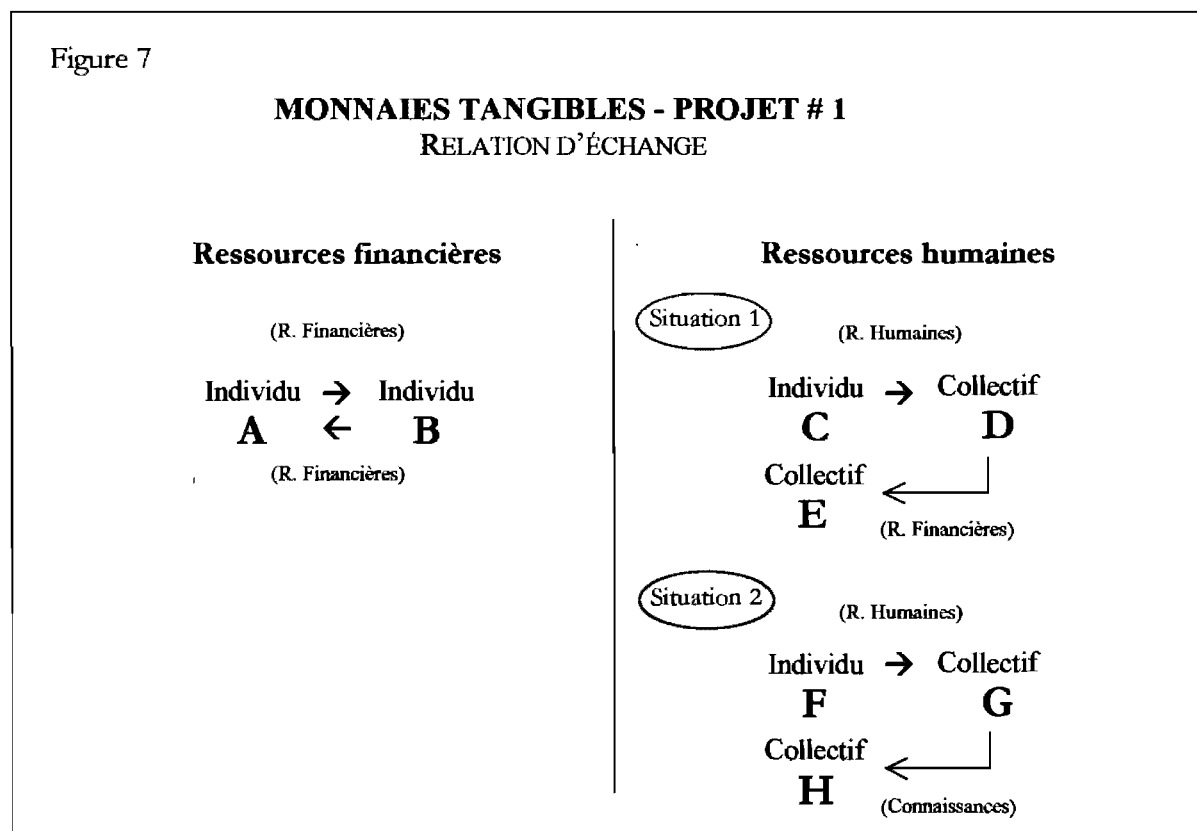 Figure 7
MONNAIES TANGIBLES - PROJET # 1
RELATION D'ÉCHANGE
Ressources financières
(R. Financières)
Individu → Individu
A ← B
(R. Financières)
Ressources humaines
Situation 1
(R. Humaines)
Individu → Collectif
C D
Collectif
E
(R. Financières)
Situation 2
(R. Humaines)
Individu → Collectif
F G
Collectif
H
(Connaissances)